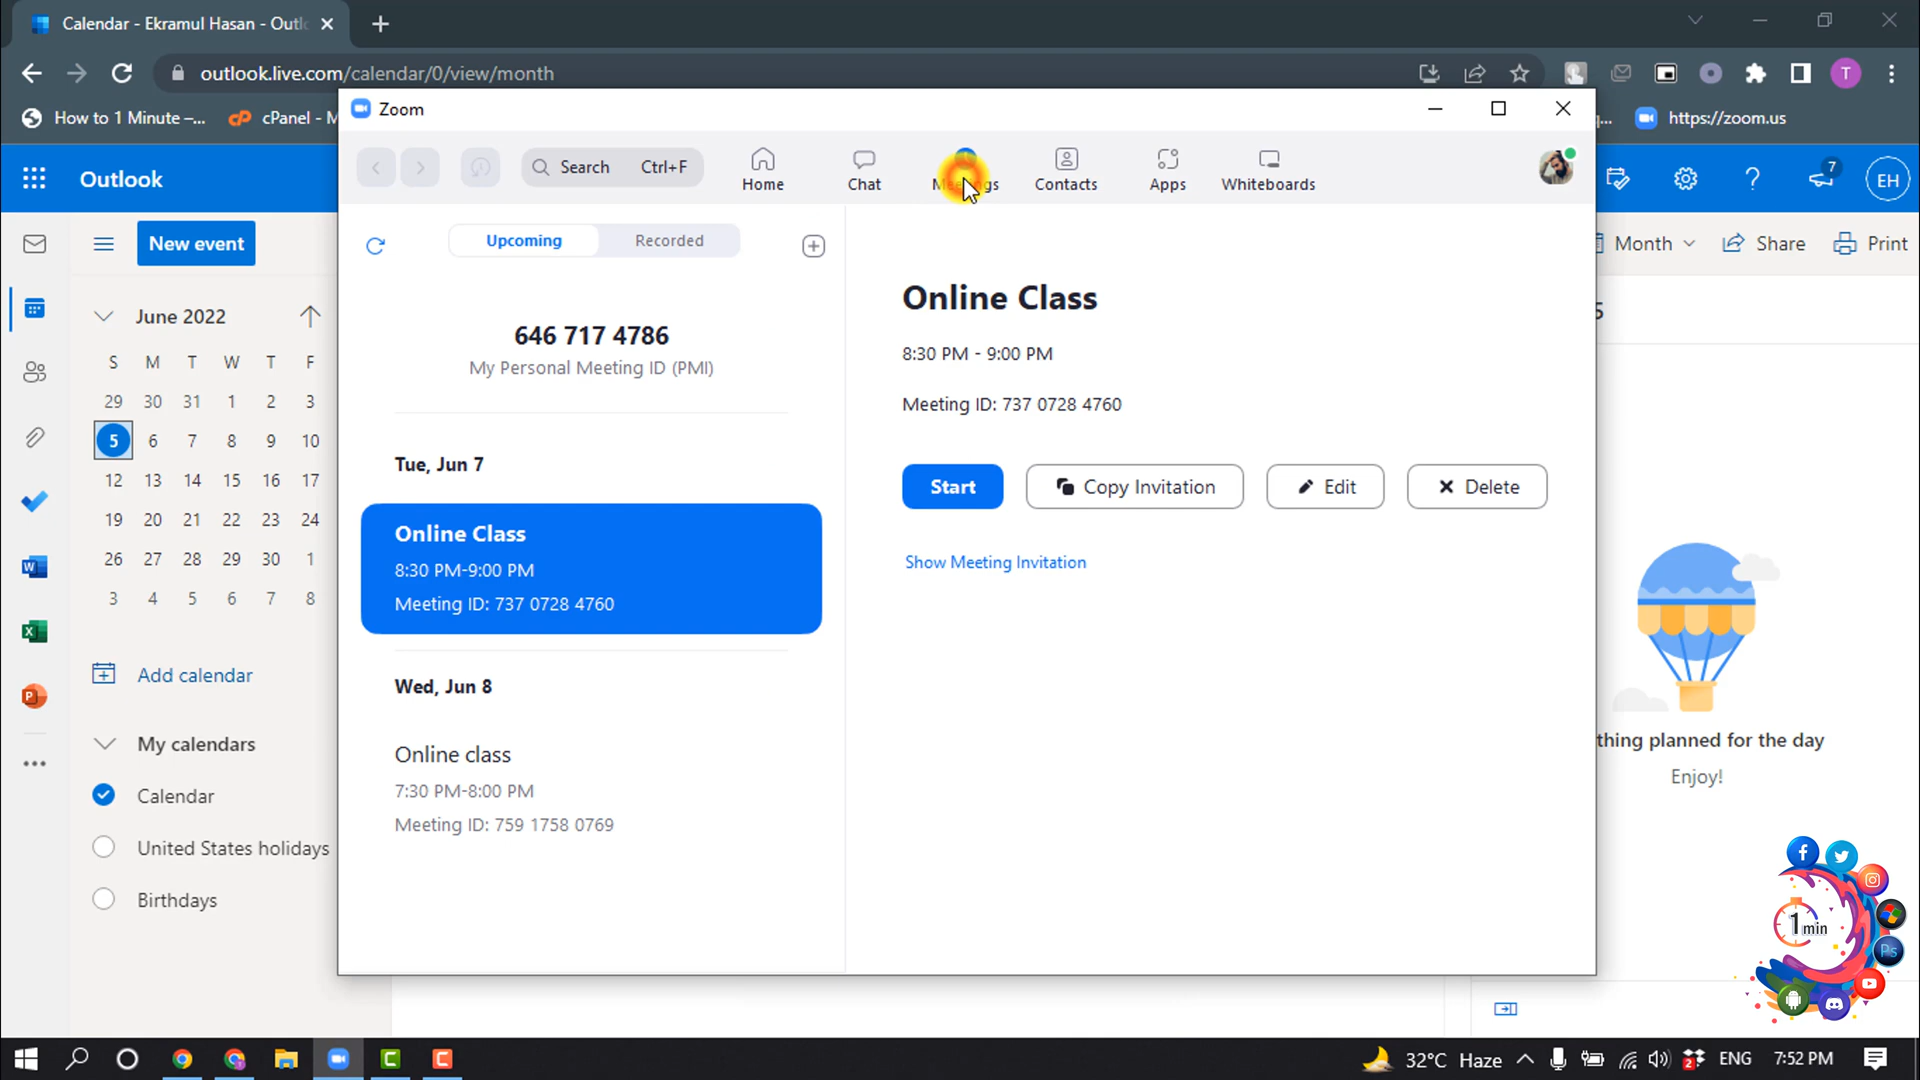 Calendar - Ekramul Hasan - Outl
outlook.live.com/calendar/0/view/month
T
How to 1 Minute –...
cPanel - M
https://zoom.us
Zoom
Search Ctrl+F
Home
Chat
Meetings
Contacts
Apps
Whiteboards
Outlook
7
EH
New event
Month
Share
Print
Upcoming
Recorded
June 2022
S M T W T F
29 30 31 1 2 3
5 6 7 8 9 10
12 13 14 15 16 17
19 20 21 22 23 24
26 27 28 29 30 1
3 4 5 6 7 8
Add calendar
My calendars
Calendar
United States holidays
Birthdays
646 717 4786
My Personal Meeting ID (PMI)
Tue, Jun 7
Online Class
8:30 PM-9:00 PM
Meeting ID: 737 0728 4760
Wed, Jun 8
Online class
7:30 PM-8:00 PM
Meeting ID: 759 1758 0769
Online Class
8:30 PM - 9:00 PM
Meeting ID: 737 0728 4760
Start
Copy Invitation
Edit
Delete
Show Meeting Invitation
5
thing planned for the day
Enjoy!
1 min
Ps
32°C Haze
2
ENG
7:52 PM